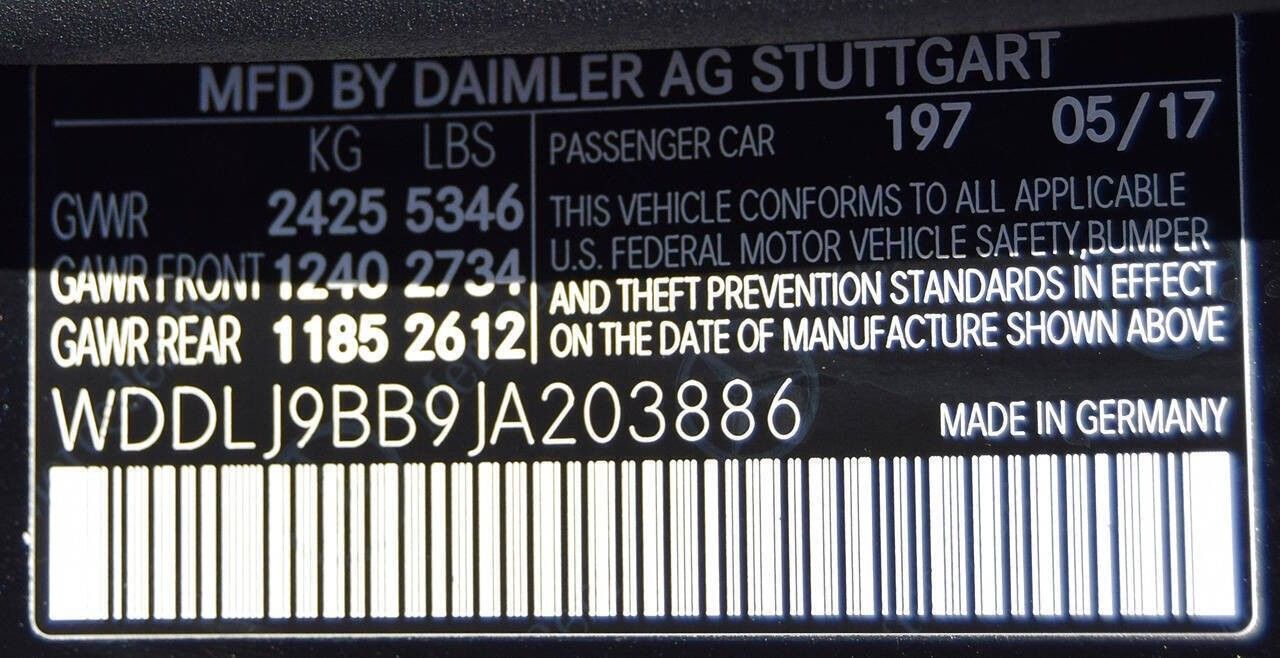 MFD BY DAIMLER AG STUTTGART
KG LBS
GVWR 2425 5346
GAWR FRONT 1240 2734
GAWR REAR 1185 2612
PASSENGER CAR 197 05/17
THIS VEHICLE CONFORMS TO ALL APPLICABLE
U.S. FEDERAL MOTOR VEHICLE SAFETY,BUMPER
AND THEFT PREVENTION STANDARDS IN EFFECT
ON THE DATE OF MANUFACTURE SHOWN ABOVE
WDDLJ9BB9JA203886 MADE IN GERMANY